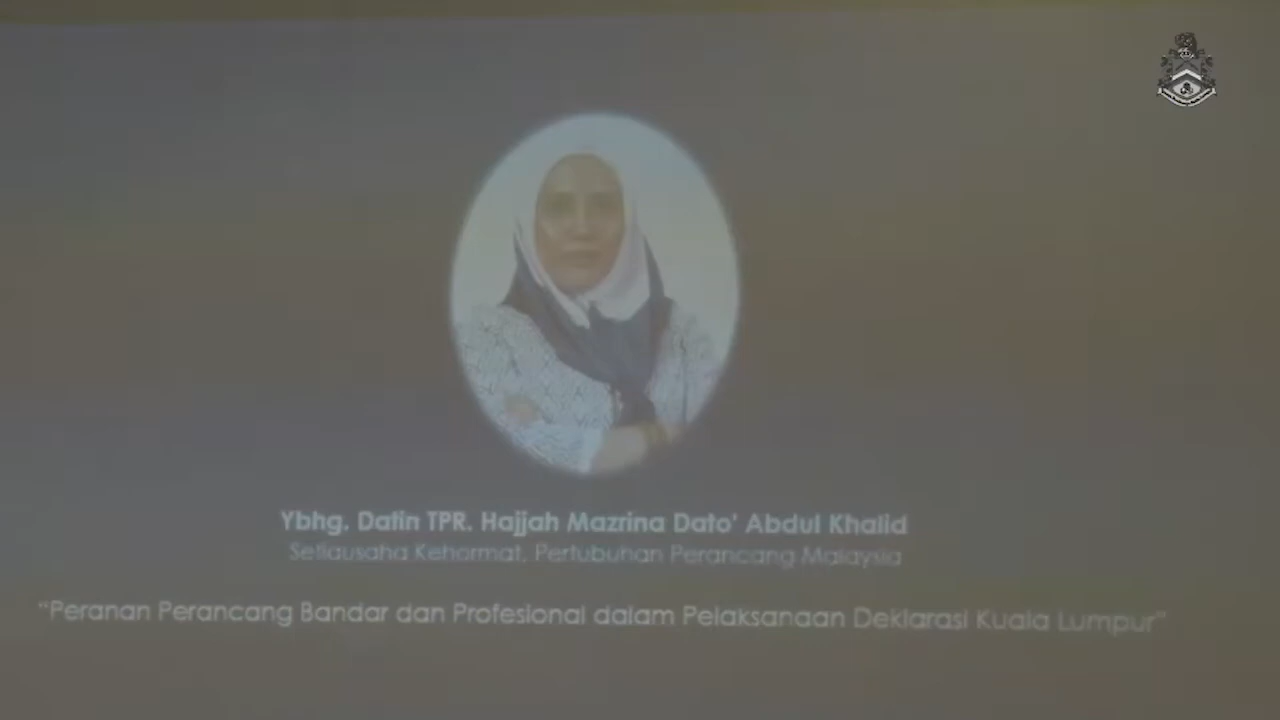 Ybhg. Datin TPR. Hajjah Mazrina Dato' Abdul Khalid
Setiausaha Kehormat, Pertubuhan Perancang Malaysia
“Peranan Perancang Bandar dan Profesional dalam Pelaksanaan Deklarasi Kuala Lumpur”